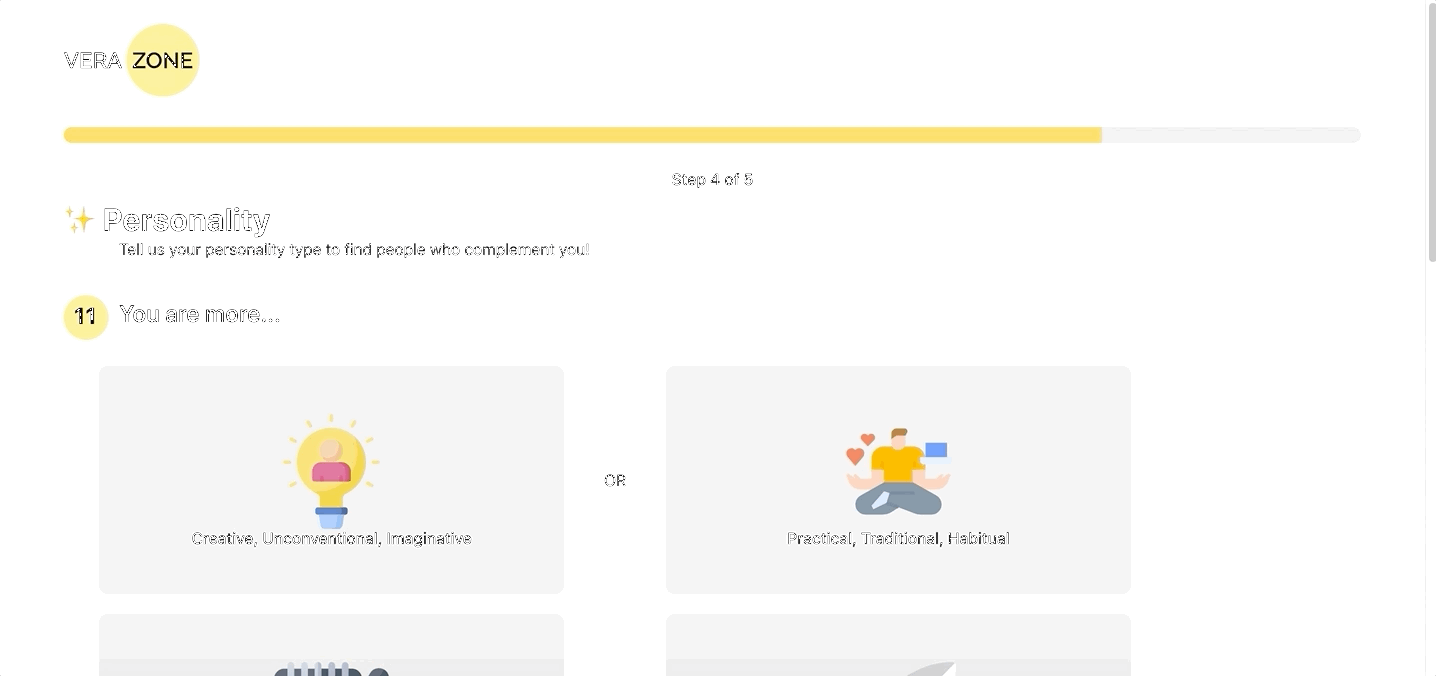 VERA ZONE
Step 4 of 5
Personality
Tell us your personality type to find people who complement you!
11 You are more...
Creative, Unconventional, Imaginative
OR
Practical, Traditional, Habitual